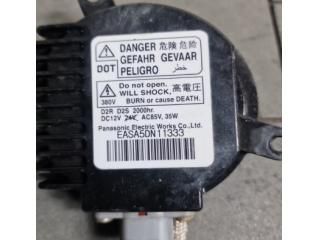 DOT
DANGER 危険 危险
GEFAHR GEVAAR
PELIGRO خطر
380V
Do not open.
WILL SHOCK, 高電圧
BURN or cause DEATH.
D2R D2S 2000hr.
DC12V 24V AC85V, 35W
Panasonic Electric Works Co.,Ltd.
EASA5DN11333